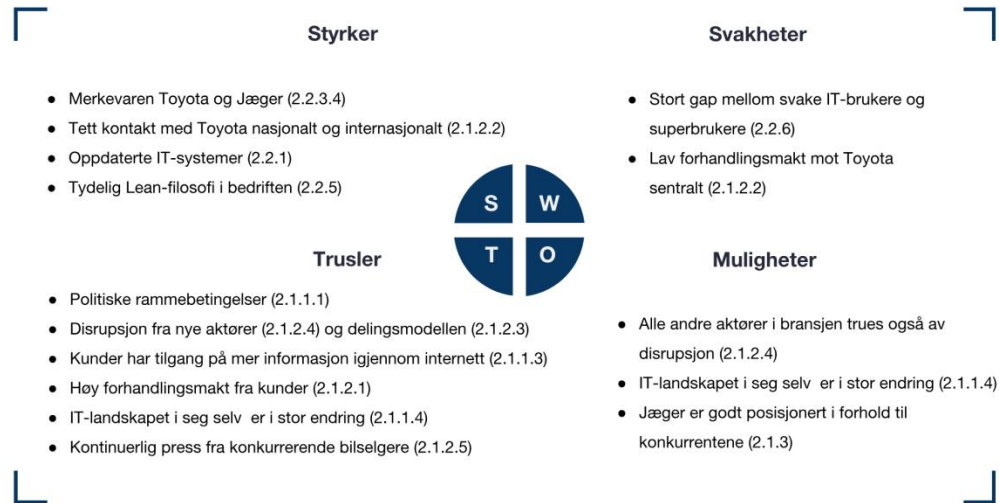 Styrker
● Merkevaren Toyota og Jæger (2.2.3.4)
● Tett kontakt med Toyota nasjonalt og internasjonalt (2.1.2.2)
● Oppdaterte IT-systemer (2.2.1)
● Tydelig Lean-filosofi i bedriften (2.2.5)
Svakheter
● Stort gap mellom svake IT-brukere og
superbrukere (2.2.6)
● Lav forhandlingsmakt mot Toyota
sentralt (2.1.2.2)
S W
T O
Trusler
● Politiske rammebetingelser (2.1.1.1)
● Disrupsjon fra nye aktører (2.1.2.4) og delingsmodellen (2.1.2.3)
● Kunder har tilgang på mer informasjon igjennom internett (2.1.1.3)
● Høy forhandlingsmakt fra kunder (2.1.2.1)
● IT-landskapet i seg selv er i stor endring (2.1.1.4)
● Kontinuerlig press fra konkurrerende bilselgere (2.1.2.5)
Muligheter
● Alle andre aktører i bransjen trues også av
disrupsjon (2.1.2.4)
● IT-landskapet i seg selv er i stor endring (2.1.1.4)
● Jæger er godt posisjonert i forhold til
konkurrentene (2.1.3)